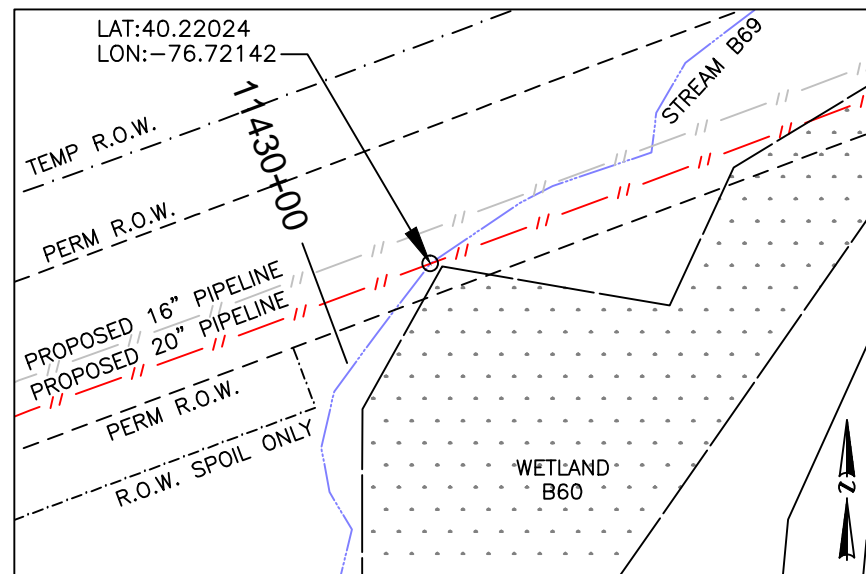 LAT:40.22024
LON:-76.72142
STREAM B69
11430+00
TEMP R.O.W.
PERM R.O.W.
PROPOSED 16" PIPELINE
PROPOSED 20" PIPELINE
PERM R.O.W.
R.O.W. SPOIL ONLY
WETLAND
B60
N